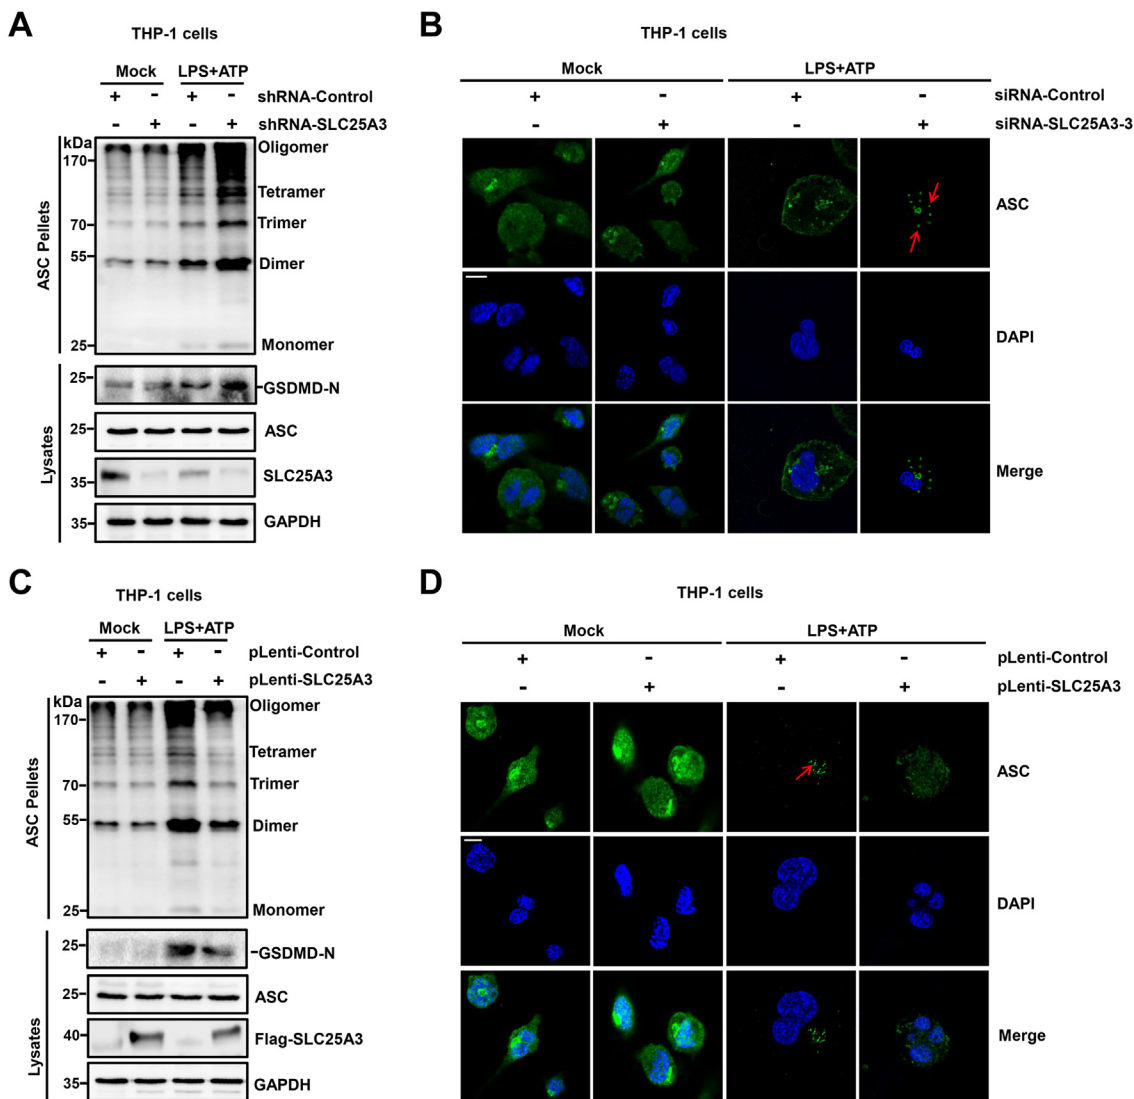 A
THP-1 cells
Mock LPS+ATP
+ - + - shRNA-Control
- + - + shRNA-SLC25A3
kDa
170
70
55
25
ASC Pellets
Oligomer
Tetramer
Trimer
Dimer
Monomer
25 GSDMD-N
25 ASC
35 SLC25A3
35 GAPDH
Lysates
B
THP-1 cells
Mock LPS+ATP
+ - + - siRNA-Control
- + - + siRNA-SLC25A3-3
ASC
DAPI
Merge
C
THP-1 cells
Mock LPS+ATP
+ - + - pLenti-Control
- + - + pLenti-SLC25A3
kDa
170
70
55
25
ASC Pellets
Oligomer
Tetramer
Trimer
Dimer
Monomer
25 GSDMD-N
25 ASC
40 Flag-SLC25A3
35 GAPDH
Lysates
D
THP-1 cells
Mock LPS+ATP
+ - + - pLenti-Control
- + - + pLenti-SLC25A3
ASC
DAPI
Merge